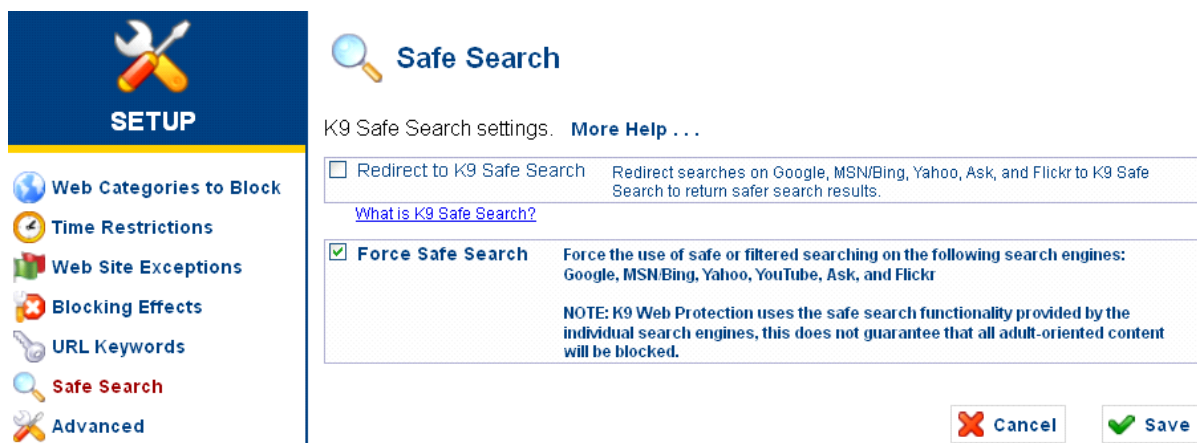 SETUP
Web Categories to Block
Time Restrictions
Web Site Exceptions
Blocking Effects
URL Keywords
Safe Search
Advanced
Safe Search
K9 Safe Search settings. More Help . . .
Redirect to K9 Safe Search
Redirect searches on Google, MSN/Bing, Yahoo, Ask, and Flickr to K9 Safe
Search to return safer search results.
What is K9 Safe Search?
Force Safe Search
Force the use of safe or filtered searching on the following search engines:
Google, MSN/Bing, Yahoo, YouTube, Ask, and Flickr
NOTE: K9 Web Protection uses the safe search functionality provided by the
individual search engines, this does not guarantee that all adult-oriented content
will be blocked.
Cancel
Save